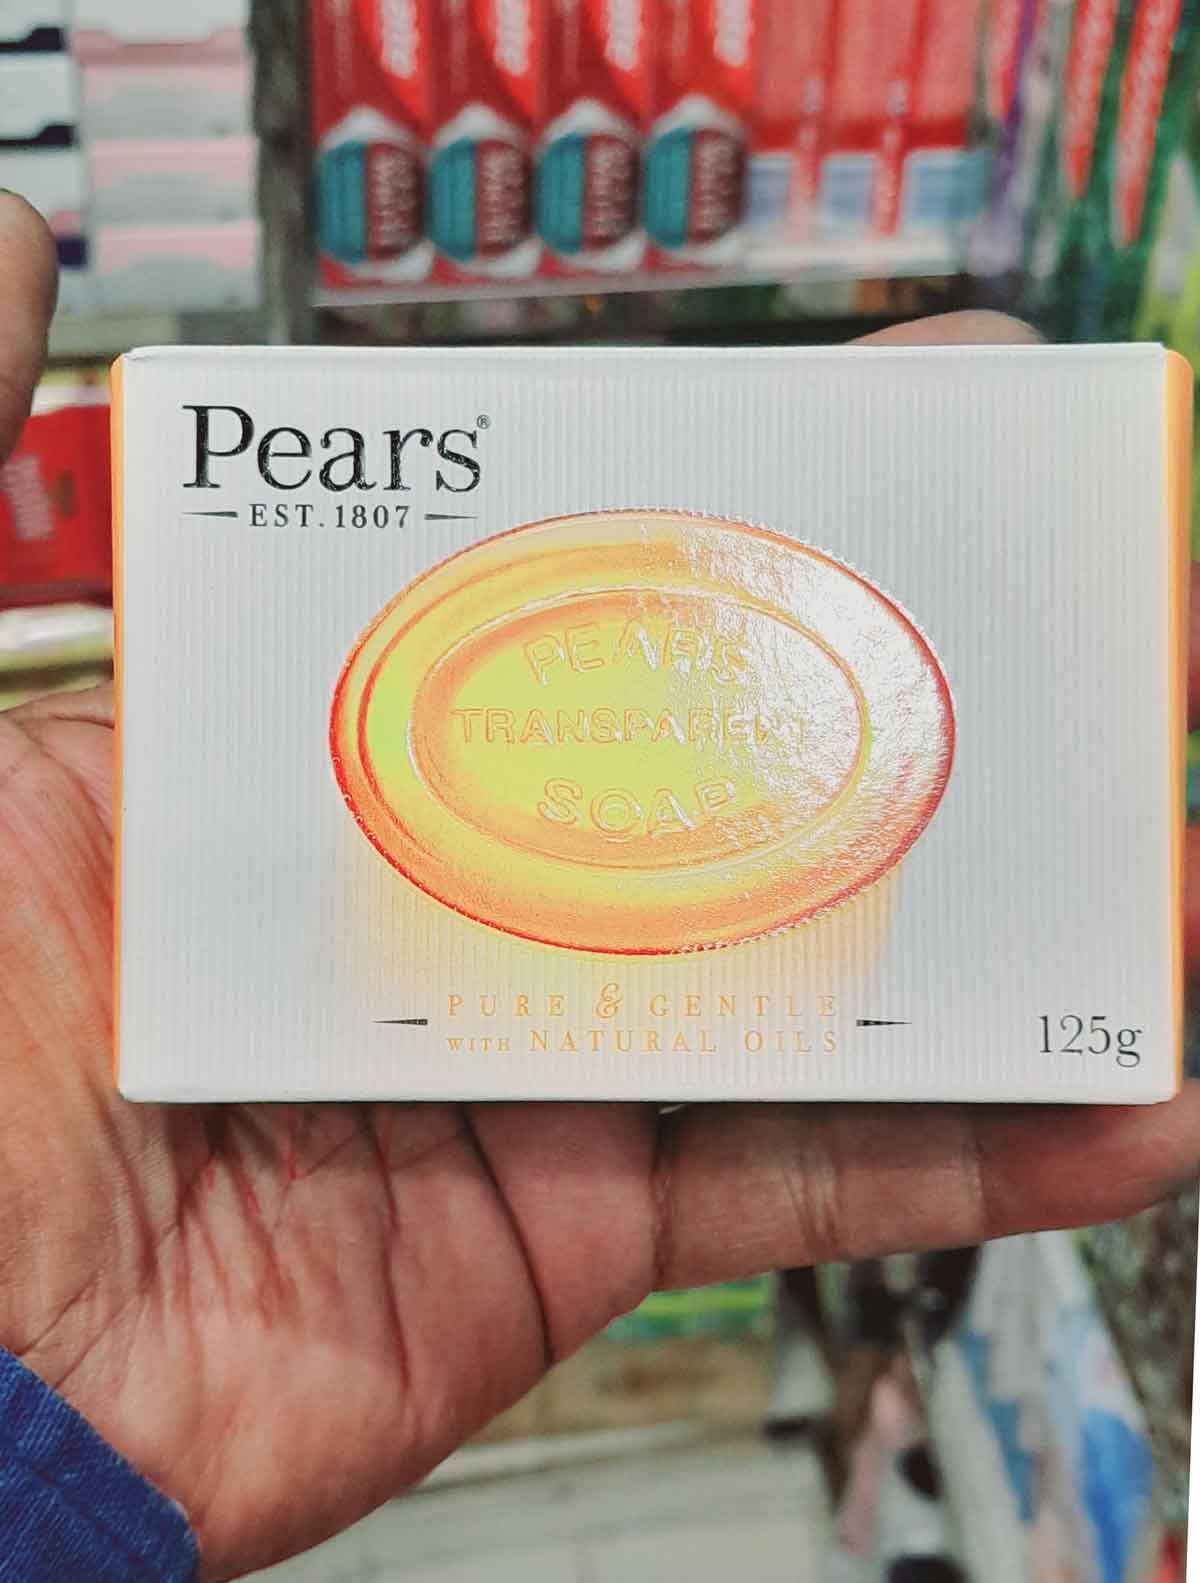 Pears®
EST. 1807
PEARS
TRANSPARENT
SOAP
PURE & GENTLE
WITH NATURAL OILS
125g